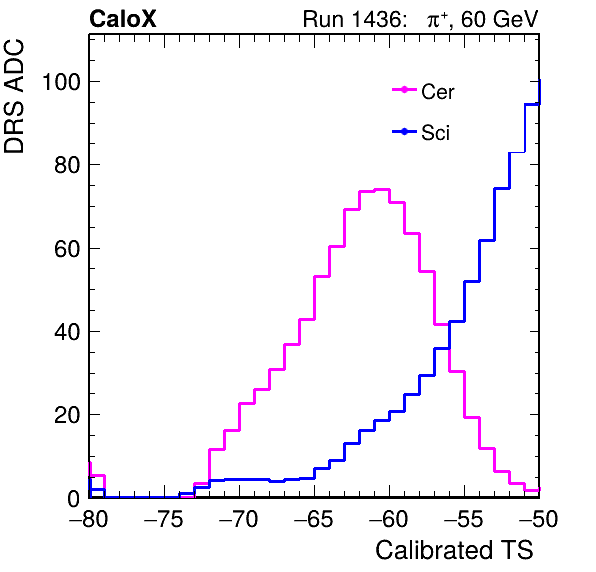 CaloX Run 1436: π⁺, 60 GeV
DRS ADC
Cer
Sci
100
80
60
40
20
0
−80 −75 −70 −65 −60 −55 −50
Calibrated TS